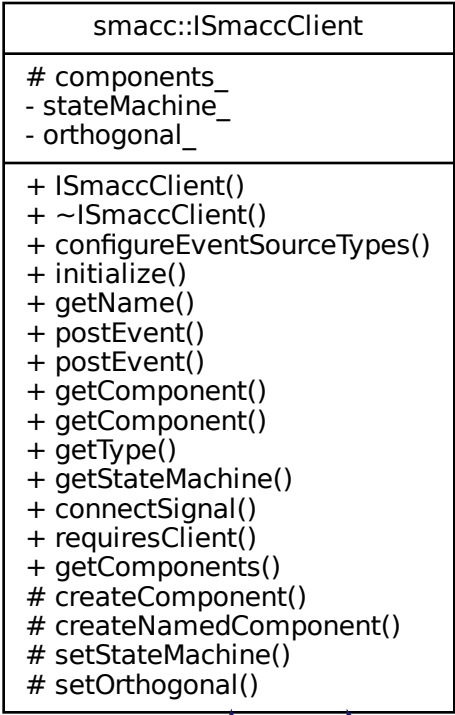 smacc::ISmaccClient
# components_
- stateMachine_
- orthogonal_
+ ISmaccClient()
+ ~ISmaccClient()
+ configureEventSourceTypes()
+ initialize()
+ getName()
+ postEvent()
+ postEvent()
+ getComponent()
+ getComponent()
+ getType()
+ getStateMachine()
+ connectSignal()
+ requiresClient()
+ getComponents()
# createComponent()
# createNamedComponent()
# setStateMachine()
# setOrthogonal()